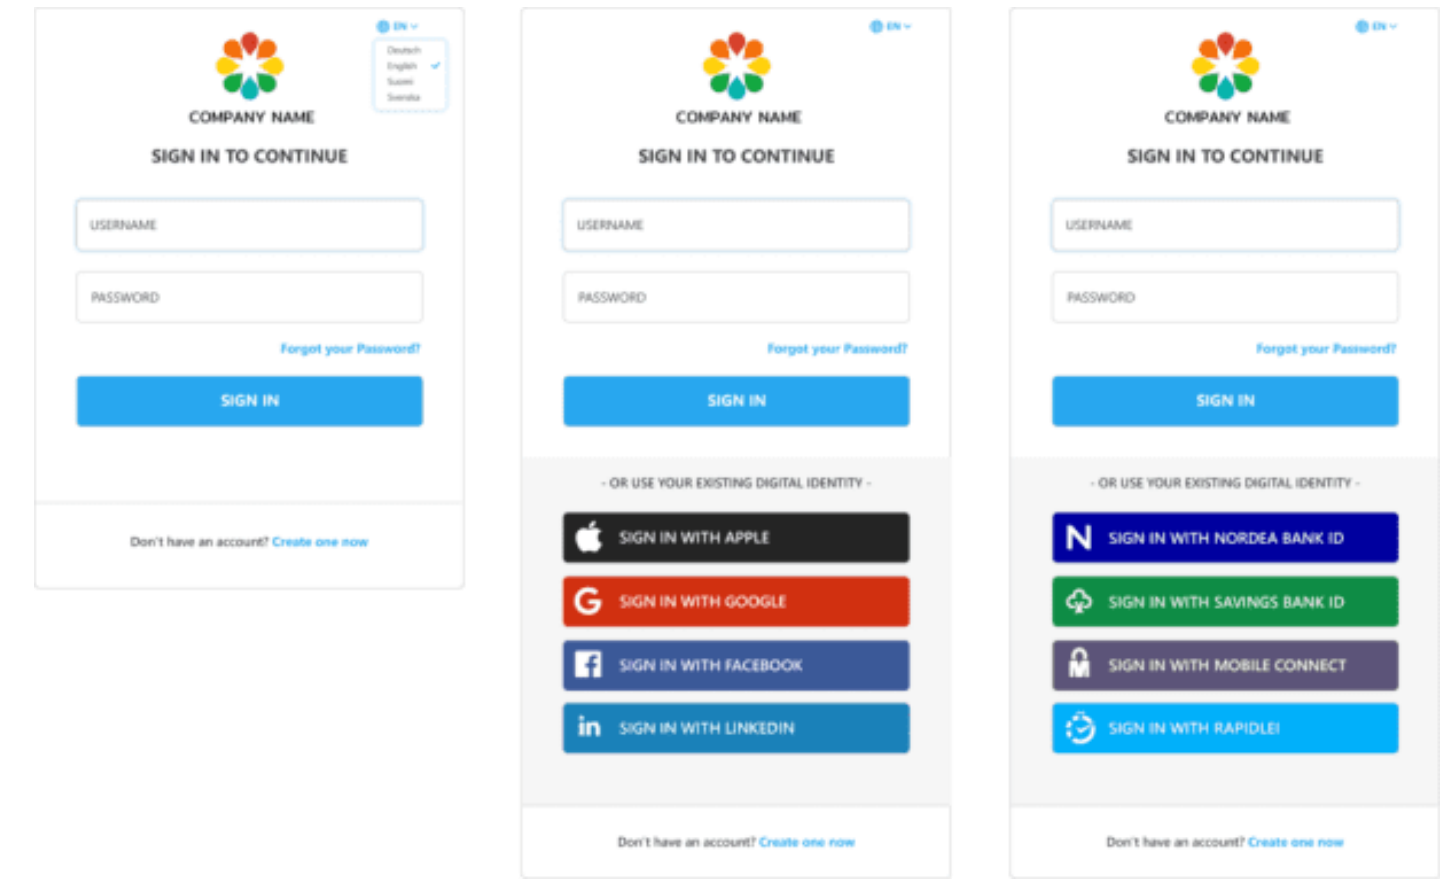 EN
Deutsch
English
Suomi
Svenska
COMPANY NAME
SIGN IN TO CONTINUE
USERNAME
PASSWORD
Forgot your Password?
SIGN IN
Don't have an account? Create one now
EN
COMPANY NAME
SIGN IN TO CONTINUE
USERNAME
PASSWORD
Forgot your Password?
SIGN IN
- OR USE YOUR EXISTING DIGITAL IDENTITY -
SIGN IN WITH APPLE
SIGN IN WITH GOOGLE
SIGN IN WITH FACEBOOK
in SIGN IN WITH LINKEDIN
Don't have an account? Create one now
EN
COMPANY NAME
SIGN IN TO CONTINUE
USERNAME
PASSWORD
Forgot your Password?
SIGN IN
- OR USE YOUR EXISTING DIGITAL IDENTITY -
N SIGN IN WITH NORDEA BANK ID
SIGN IN WITH SAVINGS BANK ID
SIGN IN WITH MOBILE CONNECT
SIGN IN WITH RAPIDLEI
Don't have an account? Create one now